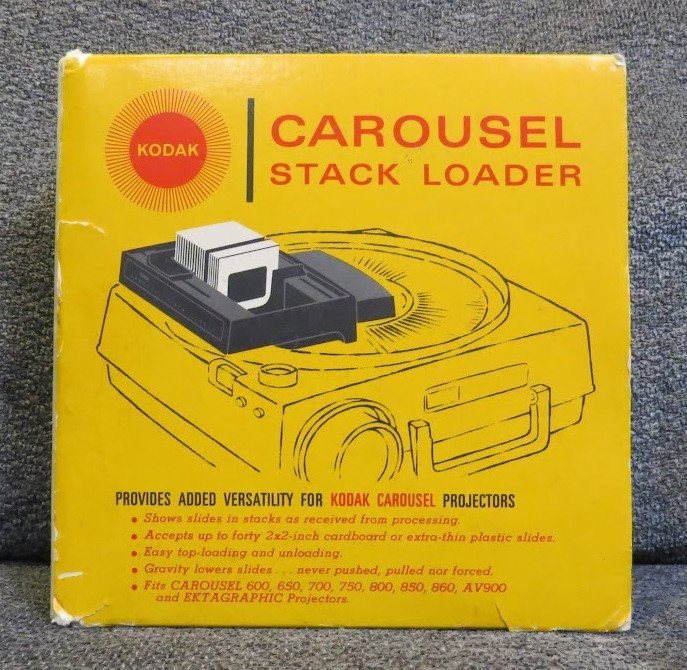 KODAK
CAROUSEL
STACK LOADER
PROVIDES ADDED VERSATILITY FOR KODAK CAROUSEL PROJECTORS
• Shows slides in stacks as received from processing.
• Accepts up to forty 2x2-inch cardboard or extra-thin plastic slides.
• Easy top-loading and unloading.
• Gravity lowers slides . . . never pushed, pulled nor forced.
• Fits CAROUSEL 600, 650, 700, 750, 800, 850, 860, AV900
and EKTAGRAPHIC Projectors.